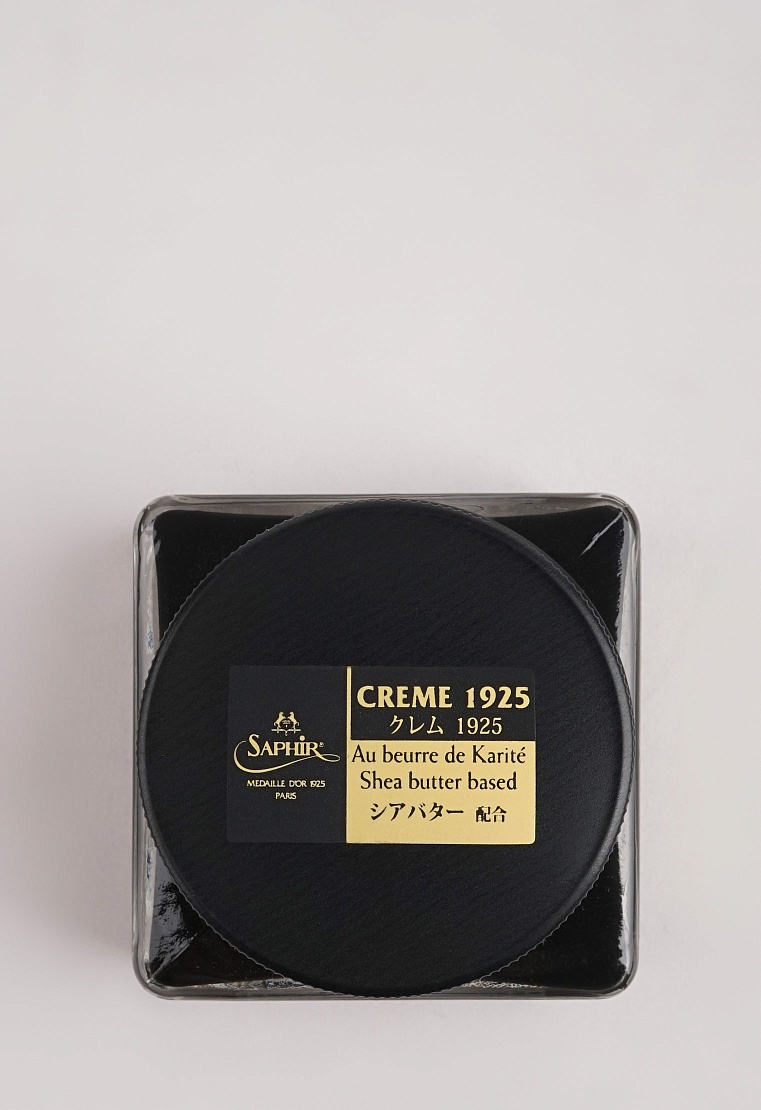 SAPHIR®
MEDAILLE D'OR 1925
PARIS
CREME 1925
クレム 1925
Au beurre de Karité
Shea butter based
シアバター 配合